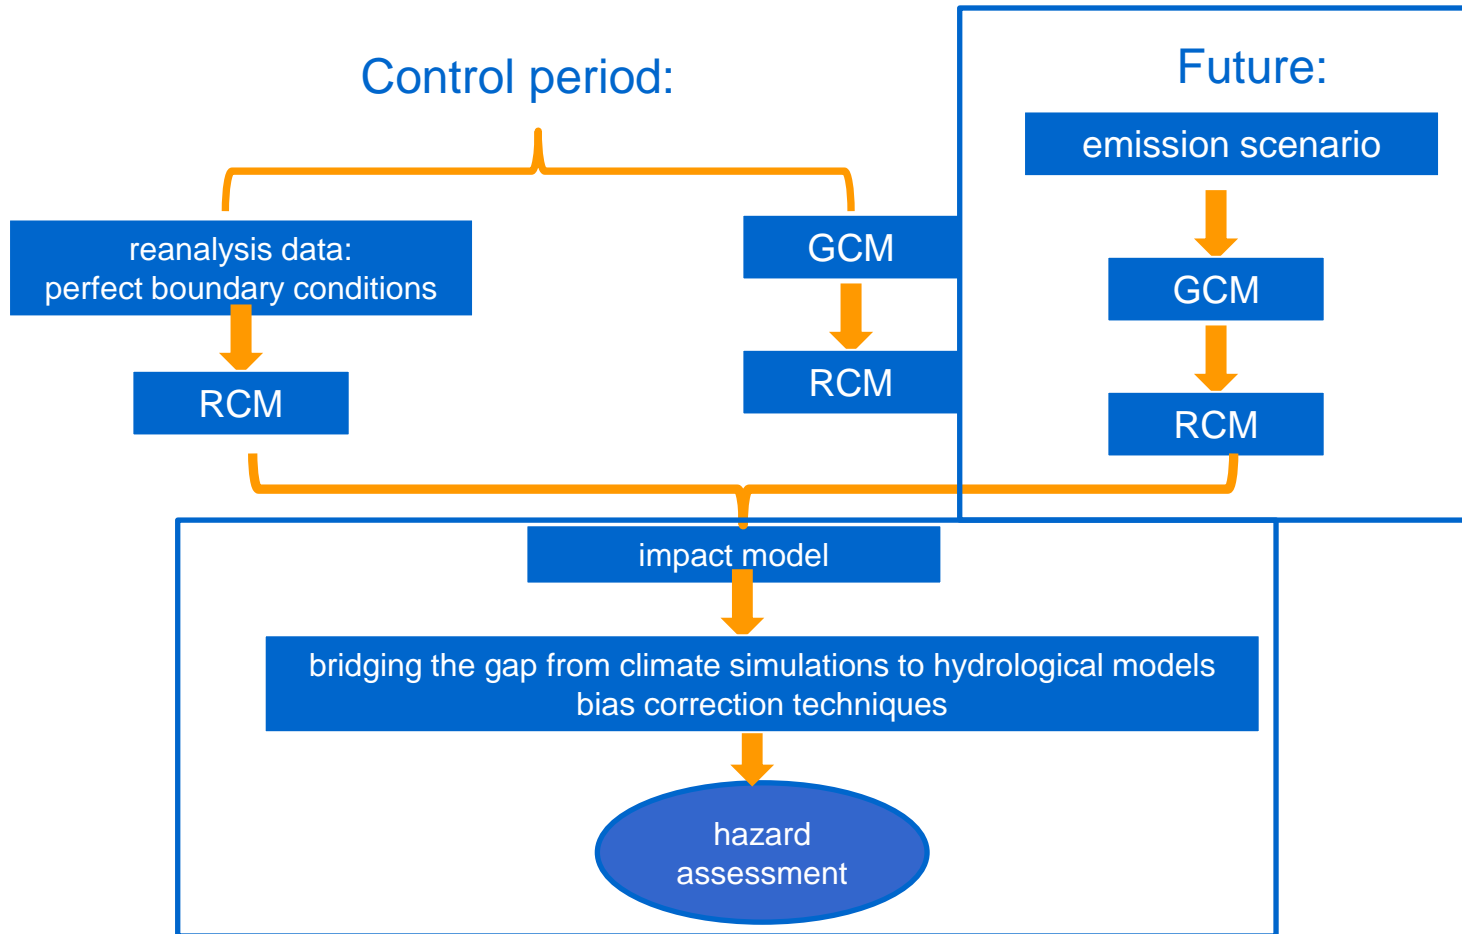 Control period:
reanalysis data:
perfect boundary conditions
RCM
GCM
RCM
Future:
emission scenario
GCM
RCM
impact model
bridging the gap from climate simulations to hydrological models
bias correction techniques
hazard
assessment